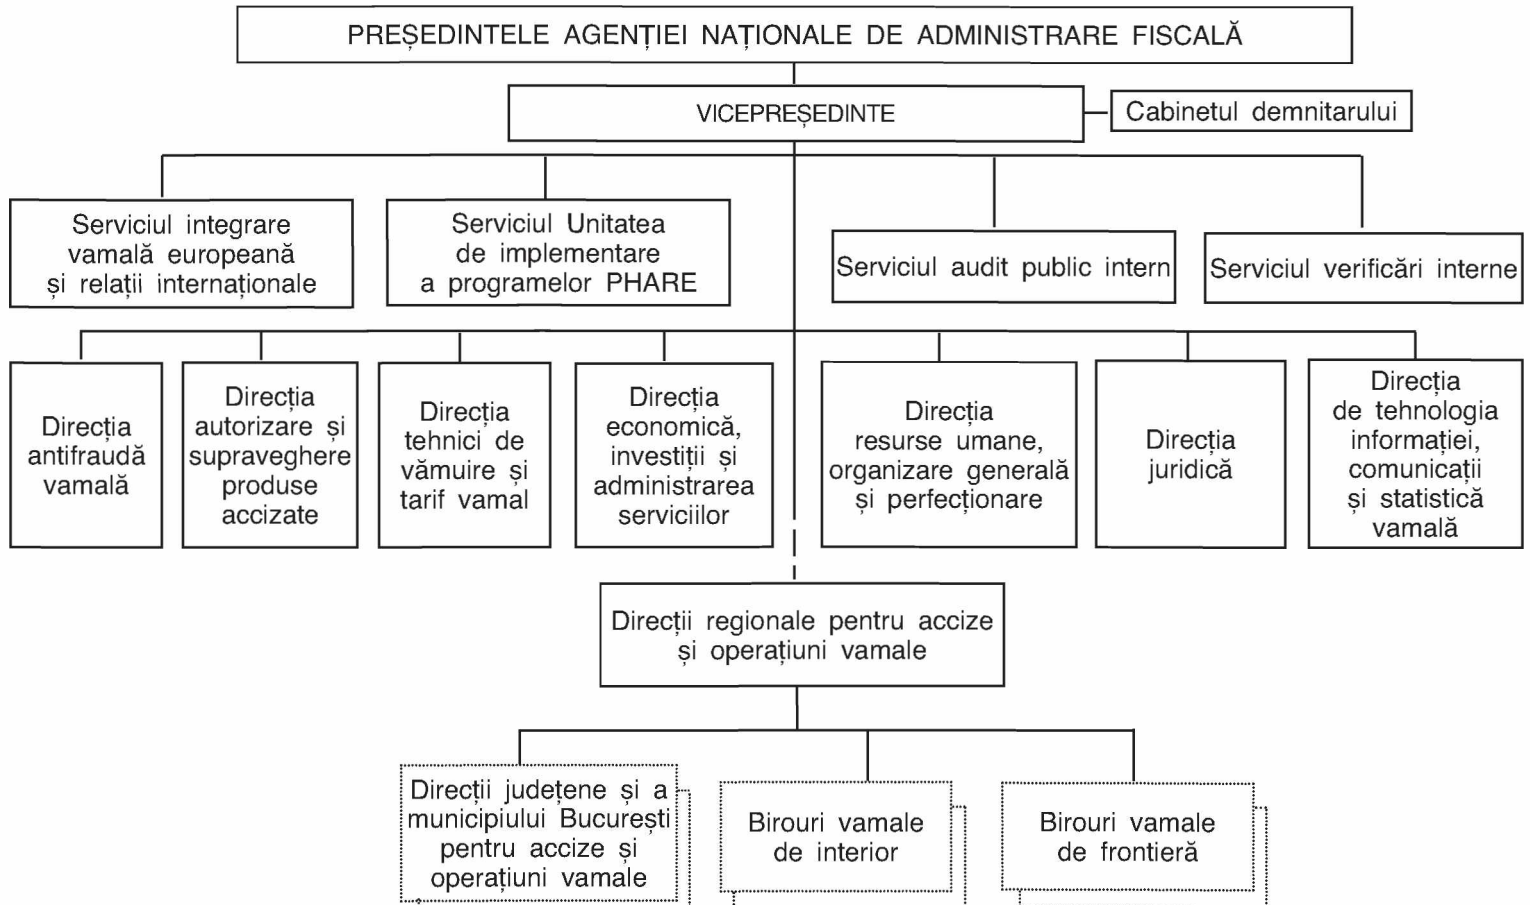 PREȘEDINTELE AGENȚIEI NAȚIONALE DE ADMINISTRARE FISCALĂ
VICEPREȘEDINTE
Cabinetul demnitarului
Serviciul integrare
vamală europeană
și relații internaționale
Serviciul Unitatea
de implementare
a programelor PHARE
Serviciul audit public intern
Serviciul verificări interne
Direcția
antifraudă
vamală
Direcția
autorizare și
supraveghere
produse
accizate
Direcția
tehnici de
vămuire și
tarif vamal
Direcția
economică,
investiții și
administrarea
serviciilor
Direcția
resurse umane,
organizare generală
și perfecționare
Direcția
juridică
Direcția
de tehnologia
informației,
comunicații
și statistică
vamală
Direcții regionale pentru accize
și operațiuni vamale
Direcții județene și a
municipiului București
pentru accize și
operațiuni vamale
Birouri vamale
de interior
Birouri vamale
de frontieră